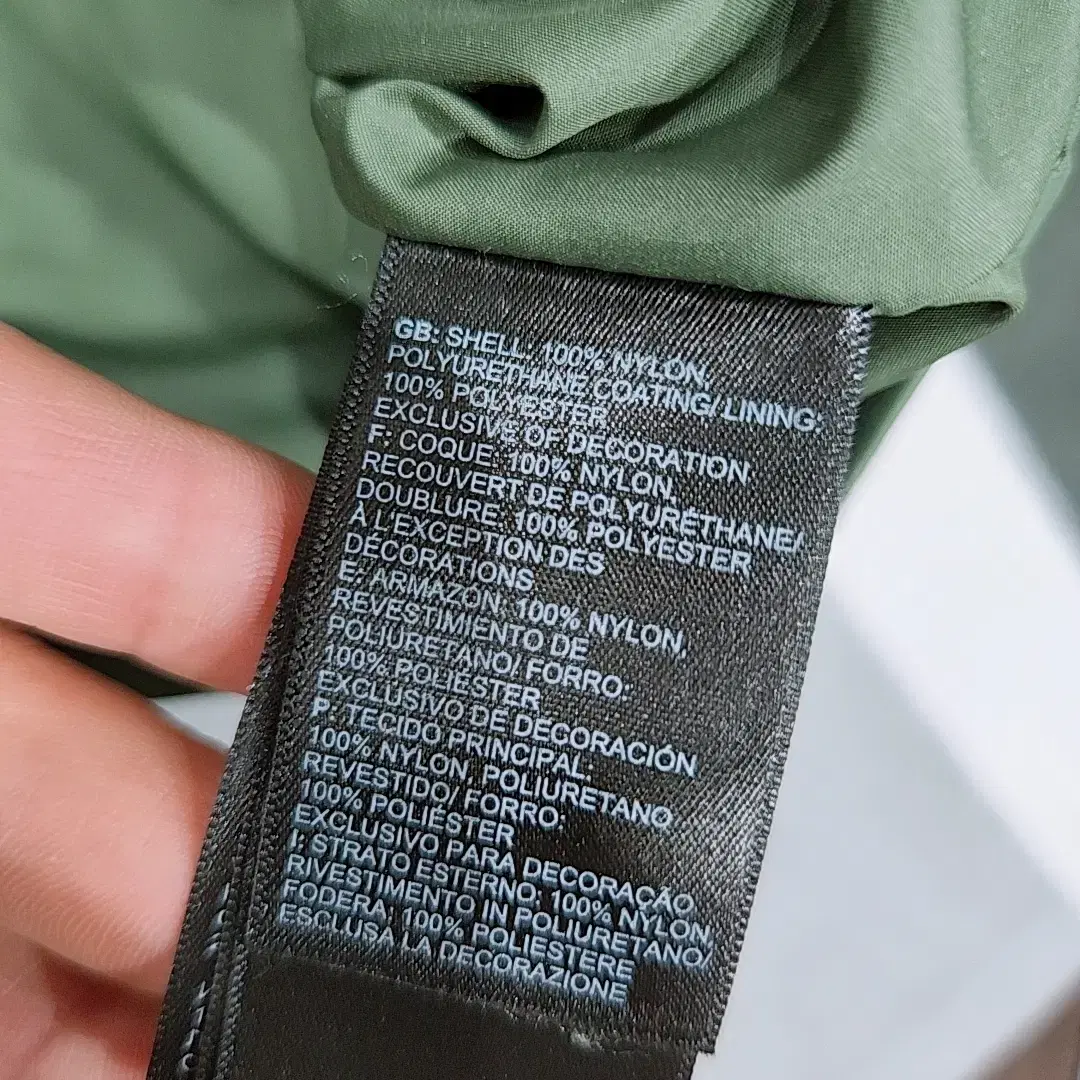 GB: SHELL: 100% NYLON,
POLYURETHANE COATING/ LINING:
100% POLYESTER
EXCLUSIVE OF DECORATION
F: COQUE: 100% NYLON,
RECOUVERT DE POLYURÉTHANE/
DOUBLURE: 100% POLYESTER
À L'EXCEPTION DES
DÉCORATIONS
E: ARMAZÓN: 100% NYLON,
REVESTIMIENTO DE
POLIURETANO/ FORRO:
100% POLIÉSTER
EXCLUSIVO DE DECORACIÓN
P: TECIDO PRINCIPAL:
100% NYLON, POLIURETANO
REVESTIDO/ FORRO:
100% POLIÉSTER
EXCLUSIVO PARA DECORAÇÃO
I: STRATO ESTERNO: 100% NYLON,
RIVESTIMENTO IN POLIURETANO/
FODERA: 100% POLIESTERE
ESCLUSA LA DECORAZIONE